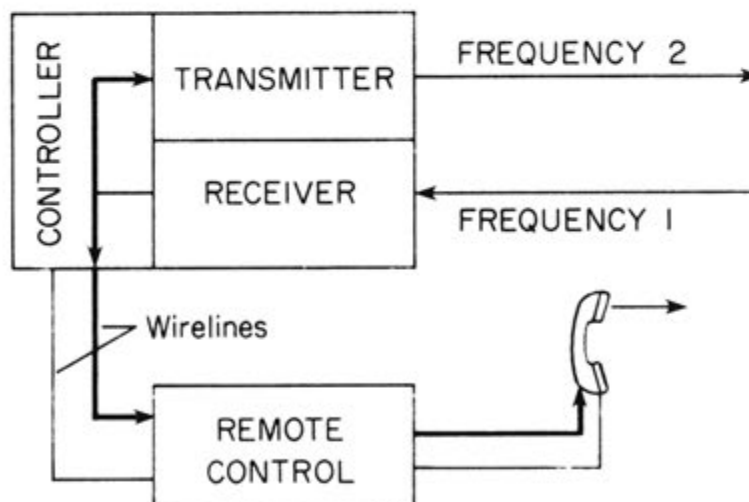 CONTROLLER
TRANSMITTER
FREQUENCY 2
RECEIVER
FREQUENCY 1
Wirelines
REMOTE
CONTROL